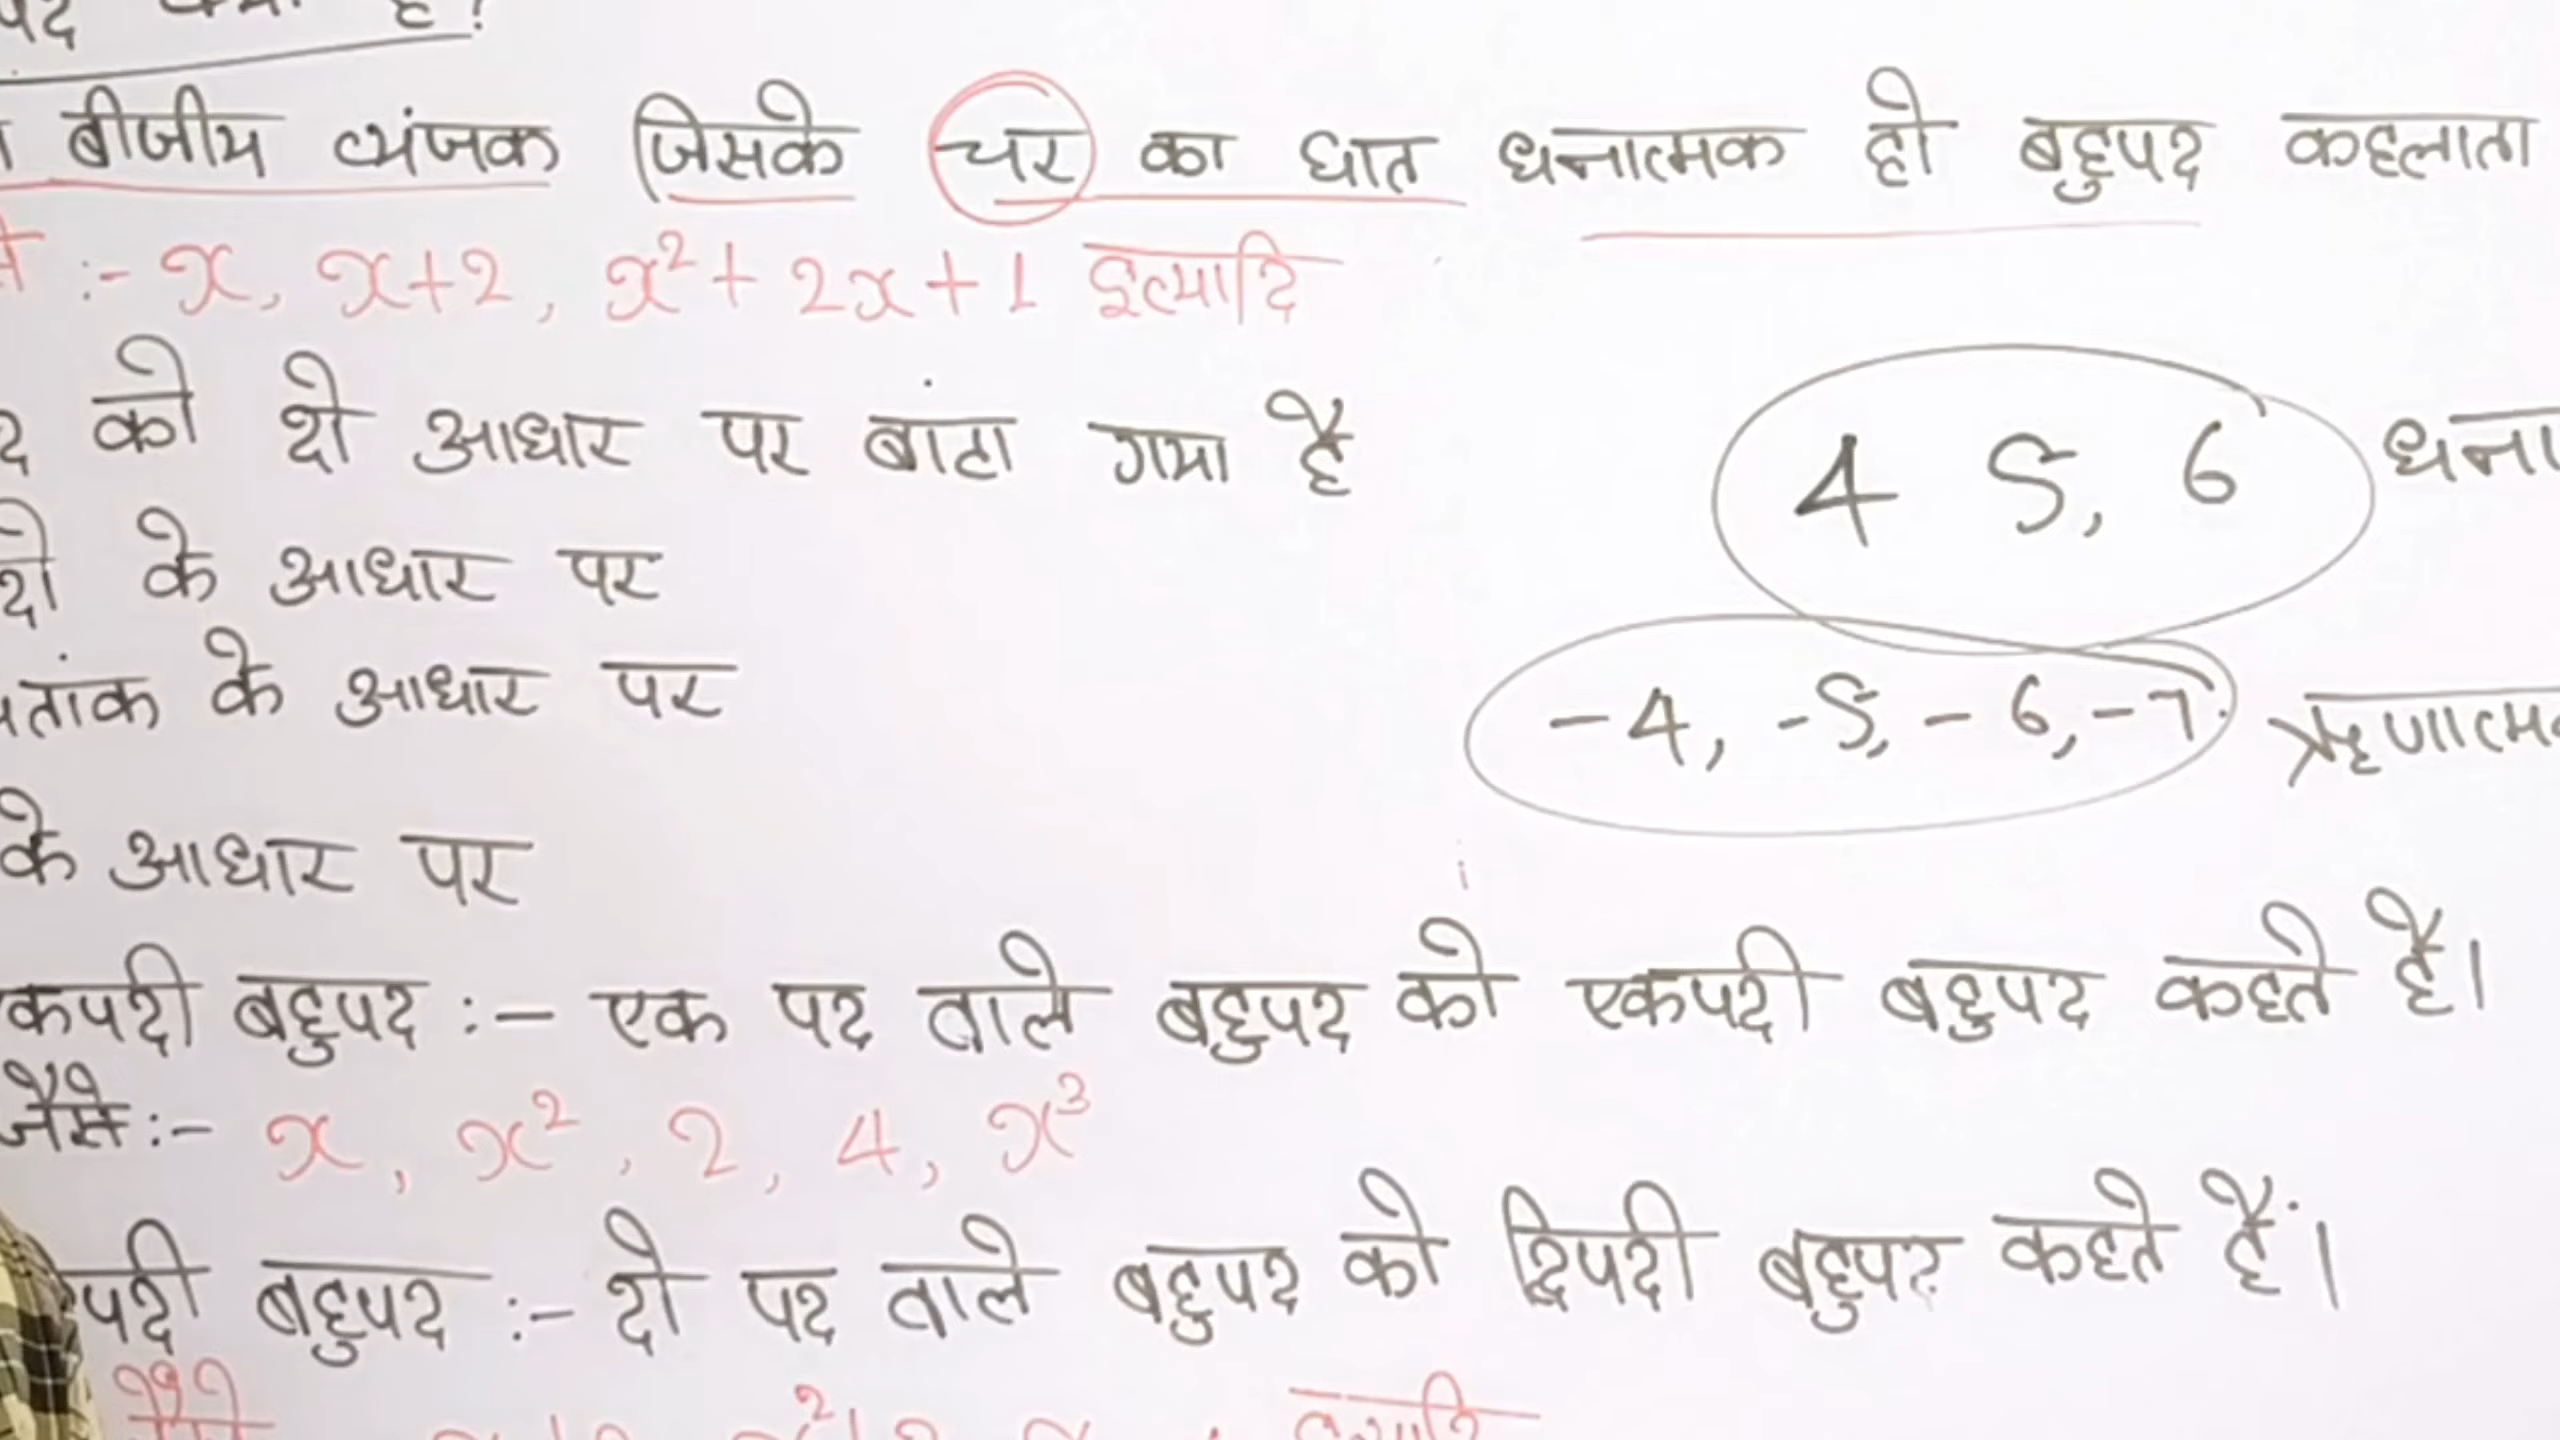 बीजीय व्यंजक जिसके चर का घात धनात्मक हो बहुपद कहलाता
:- x, x+2, x²+2x+1 इत्यादि
को दो आधार पर बांटा गया है
के आधार पर
के आधार पर
4 5, 6 धना
-4, -5, -6, -7
के आधार पर
कपदी बहुपद :- एक पद वाले बहुपद को एकपदी बहुपद कहते है।
जैसे:- x, x², 2, 4, x³
पदी बहुपद :- दो पद वाले बहुपद को द्विपदी बहुपद कहते हैं।